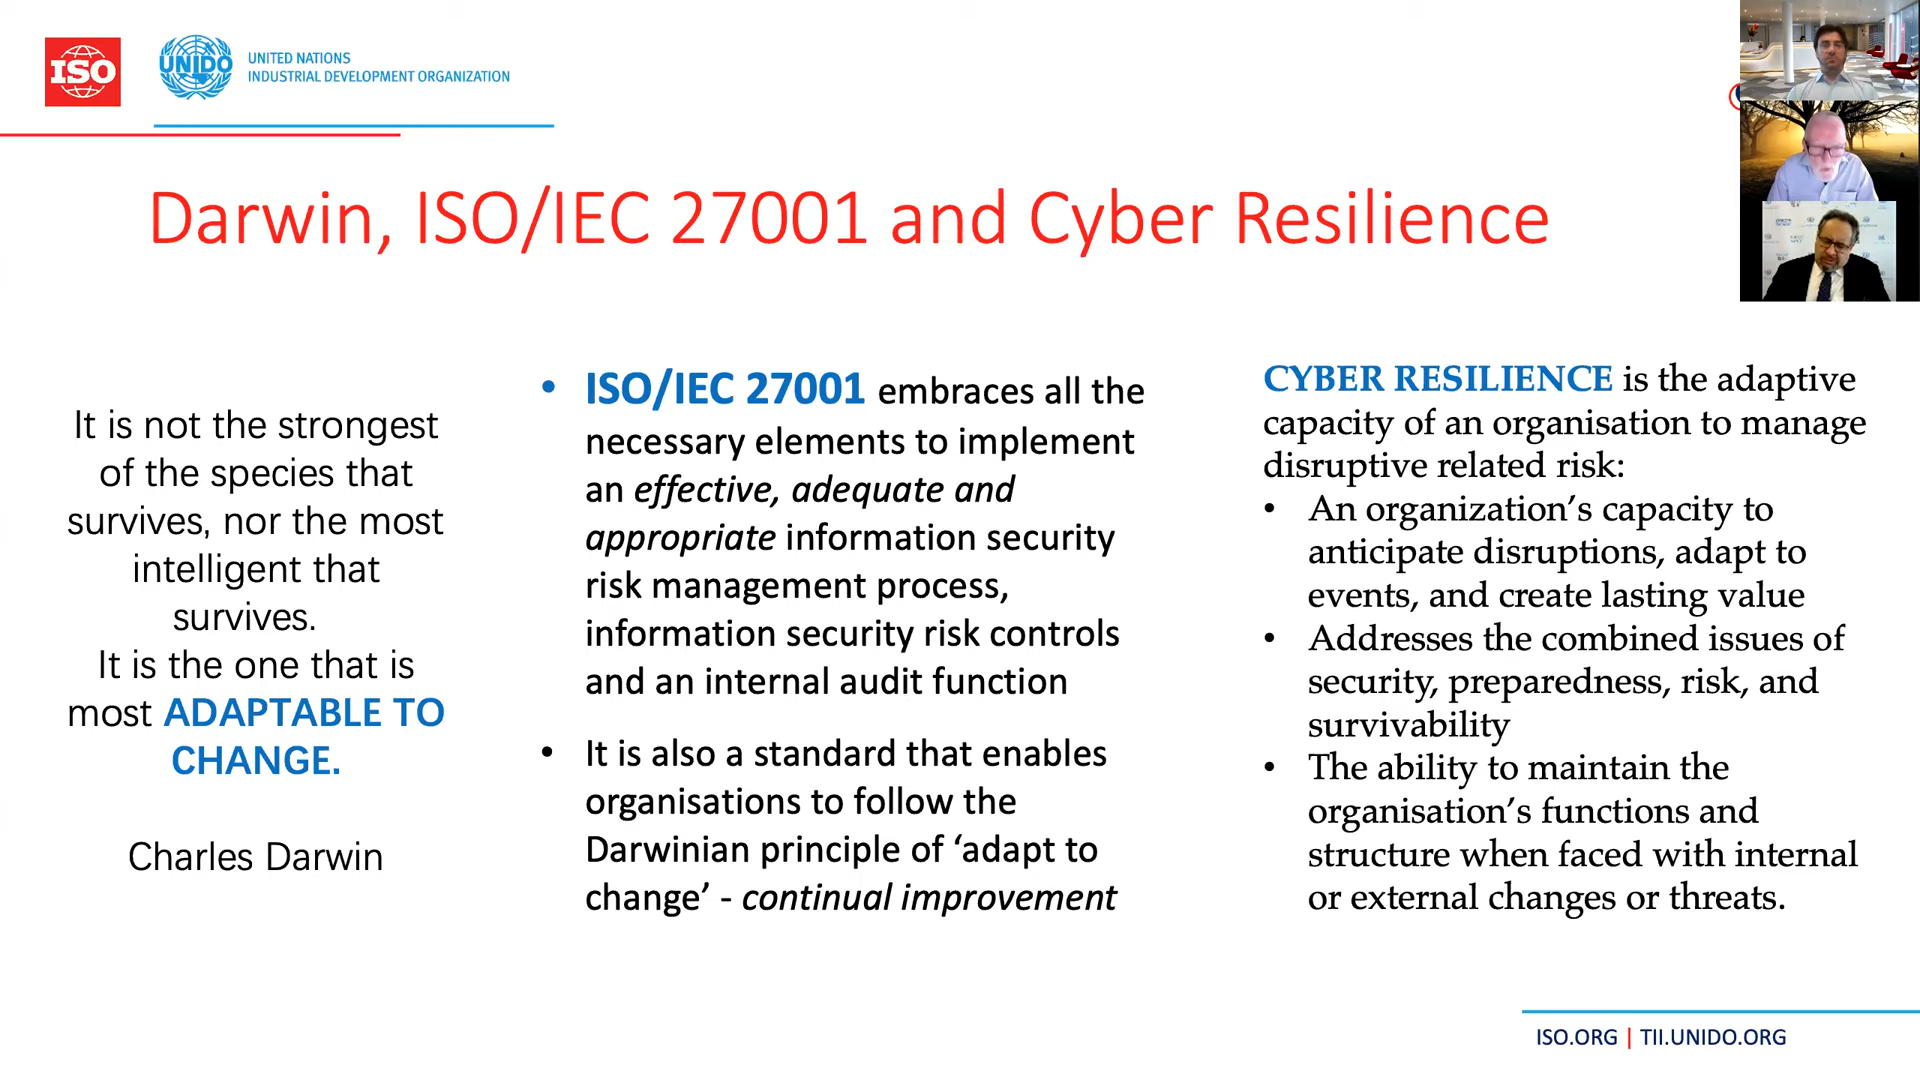 ISO
UNIDO
UNITED NATIONS
INDUSTRIAL DEVELOPMENT ORGANIZATION
Darwin, ISO/IEC 27001 and Cyber Resilience
It is not the strongest
of the species that
survives, nor the most
intelligent that
survives.
It is the one that is
most ADAPTABLE TO
CHANGE.
Charles Darwin
• ISO/IEC 27001 embraces all the
necessary elements to implement
an effective, adequate and
appropriate information security
risk management process,
information security risk controls
and an internal audit function
• It is also a standard that enables
organisations to follow the
Darwinian principle of ‘adapt to
change’ - continual improvement
CYBER RESILIENCE is the adaptive
capacity of an organisation to manage
disruptive related risk:
• An organization’s capacity to
anticipate disruptions, adapt to
events, and create lasting value
• Addresses the combined issues of
security, preparedness, risk, and
survivability
• The ability to maintain the
organisation’s functions and
structure when faced with internal
or external changes or threats.
ISO.ORG | TII.UNIDO.ORG